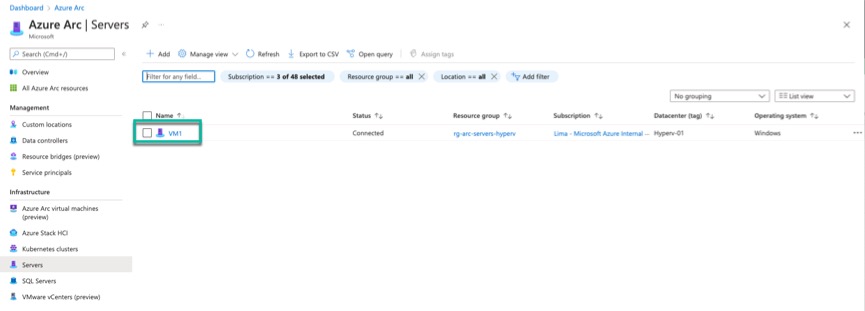 Dashboard > Azure Arc >
Azure Arc | Servers
Microsoft
Search (Cmd+/)
Overview
All Azure Arc resources
Management
Custom locations
Data controllers
Resource bridges (preview)
Service principals
Infrastructure
Azure Arc virtual machines
(preview)
Azure Stack HCI
Kubernetes clusters
Servers
SQL Servers
VMware vCenters (preview)
Add Manage view Refresh Export to CSV Open query Assign tags
Filter for any field... Subscription == 3 of 48 selected Resource group == all Location == all Add filter
No grouping List view
Name Status Resource group Subscription Datacenter (tag) Operating system
VM1 Connected rg-arc-servers-hyperv Lima - Microsoft Azure Internal Hyperv-01 Windows